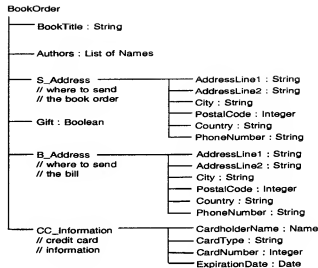 BookOrder
BookTitle : String
Authors : List of Names
S_Address
// where to send
// the book order
AddressLine1 : String
AddressLine2 : String
City : String
PostalCode : Integer
Country : String
PhoneNumber : String
Gift : Boolean
B_Address
// where to send
// the bill
AddressLine1 : String
AddressLine2 : String
City : String
PostalCode : Integer
Country : String
PhoneNumber : String
CC_Information
// credit card
// information
CardholderName : Name
CardType : String
CardNumber : Integer
ExpirationDate : Date